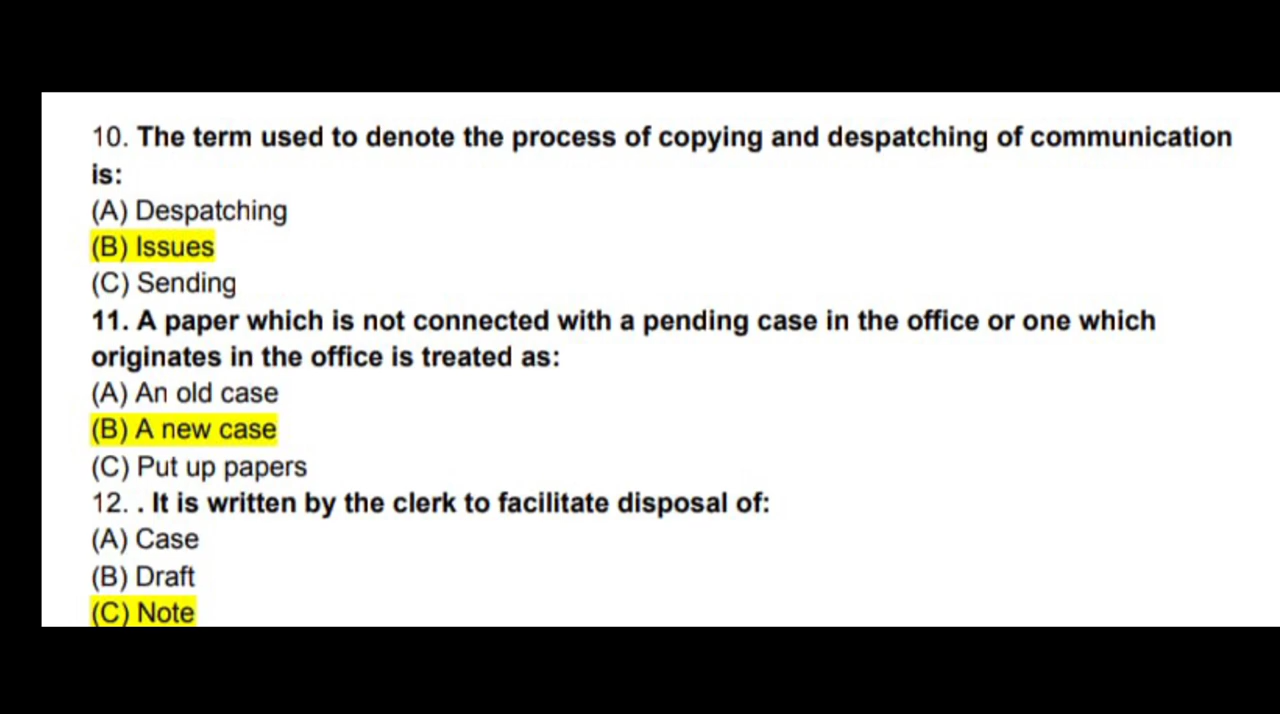 10. The term used to denote the process of copying and despatching of communication
is:
(A) Despatching
(B) Issues
(C) Sending
11. A paper which is not connected with a pending case in the office or one which
originates in the office is treated as:
(A) An old case
(B) A new case
(C) Put up papers
12. . It is written by the clerk to facilitate disposal of:
(A) Case
(B) Draft
(C) Note